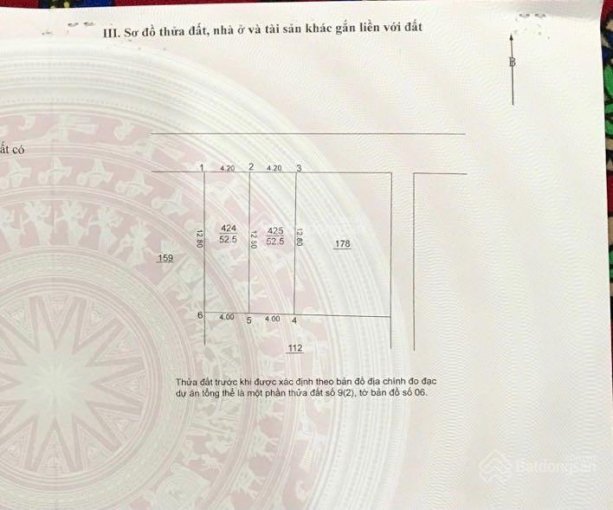 III. Sơ đồ thửa đất, nhà ở và tài sản khác gắn liền với đất
B
ất có
1 4.20 2 4.20 3
12.80
424
52.5
12.80
425
52.5
12.80
178
159
6 4.00 5 4.00 4
112
Thửa đất trước khi được xác định theo bản đồ địa chính đo đạc
dự án tổng thể là một phần thửa đất số 9(2), tờ bản đồ số 06.
Batdongsan